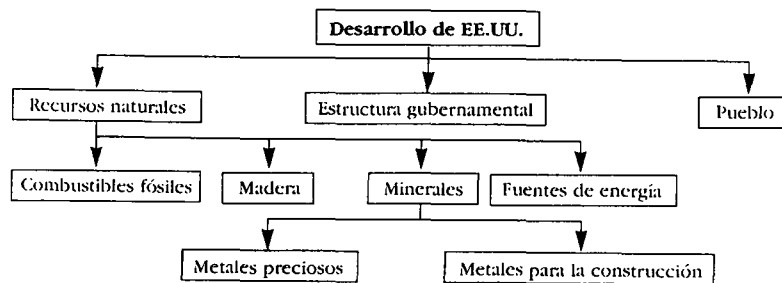 Desarrollo de EE.UU.
Recursos naturales
Estructura gubernamental
Pueblo
Combustibles fósiles
Madera
Minerales
Fuentes de energía
Metales preciosos
Metales para la construcción